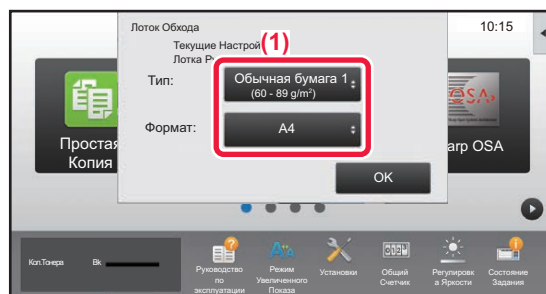 Лоток Обхода
10:15
Текущие Настрой
(1)
Лотка Р
Тип:
Обычная бумага 1
(60 - 89 g/m²)
Формат:
A4
OK
Простая
Копия
arp OSA
Кол.Тонера
Bk
Руководство
по
эксплуатации
Режим
Увеличенного
Показа
Установки
Общий
Счетчик
Регулировк
а Яркости
Состояние
Задания